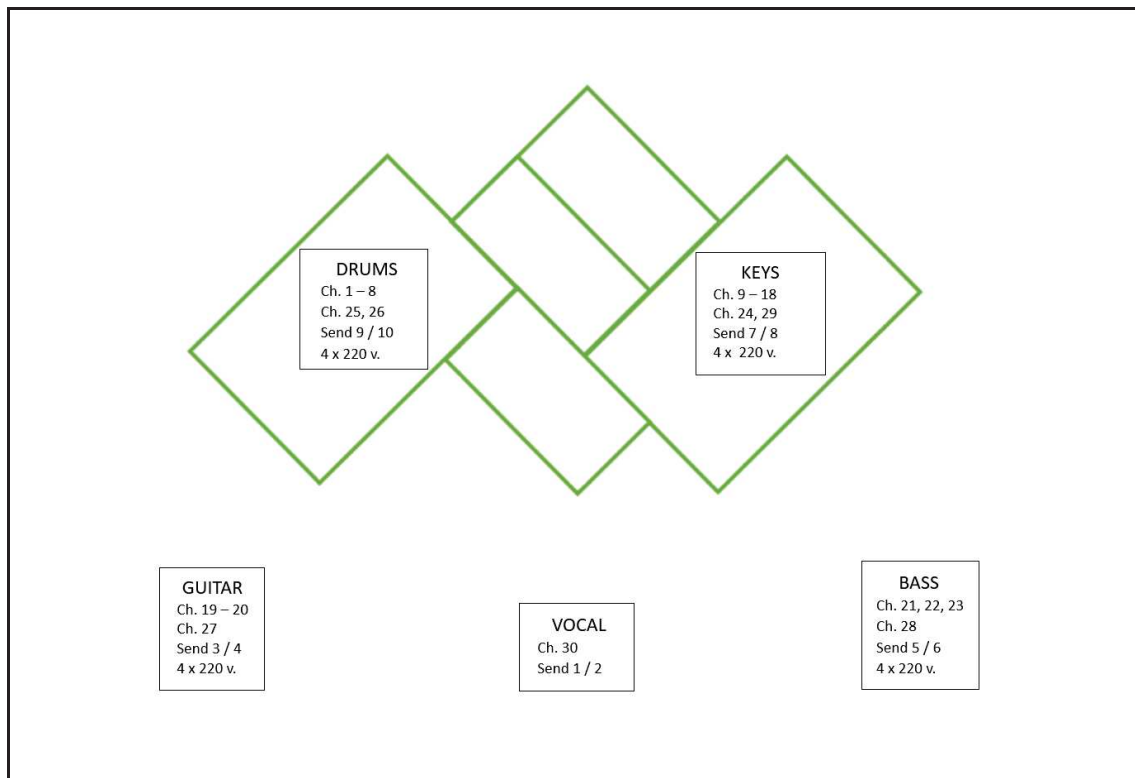 DRUMS
Ch. 1 – 8
Ch. 25, 26
Send 9 / 10
4 x 220 v.
KEYS
Ch. 9 – 18
Ch. 24, 29
Send 7 / 8
4 x  220 v.
GUITAR
Ch. 19 – 20
Ch. 27
Send 3 / 4
4 x 220 v.
VOCAL
Ch. 30
Send 1 / 2
BASS
Ch. 21, 22, 23
Ch. 28
Send 5 / 6
4 x 220 v.